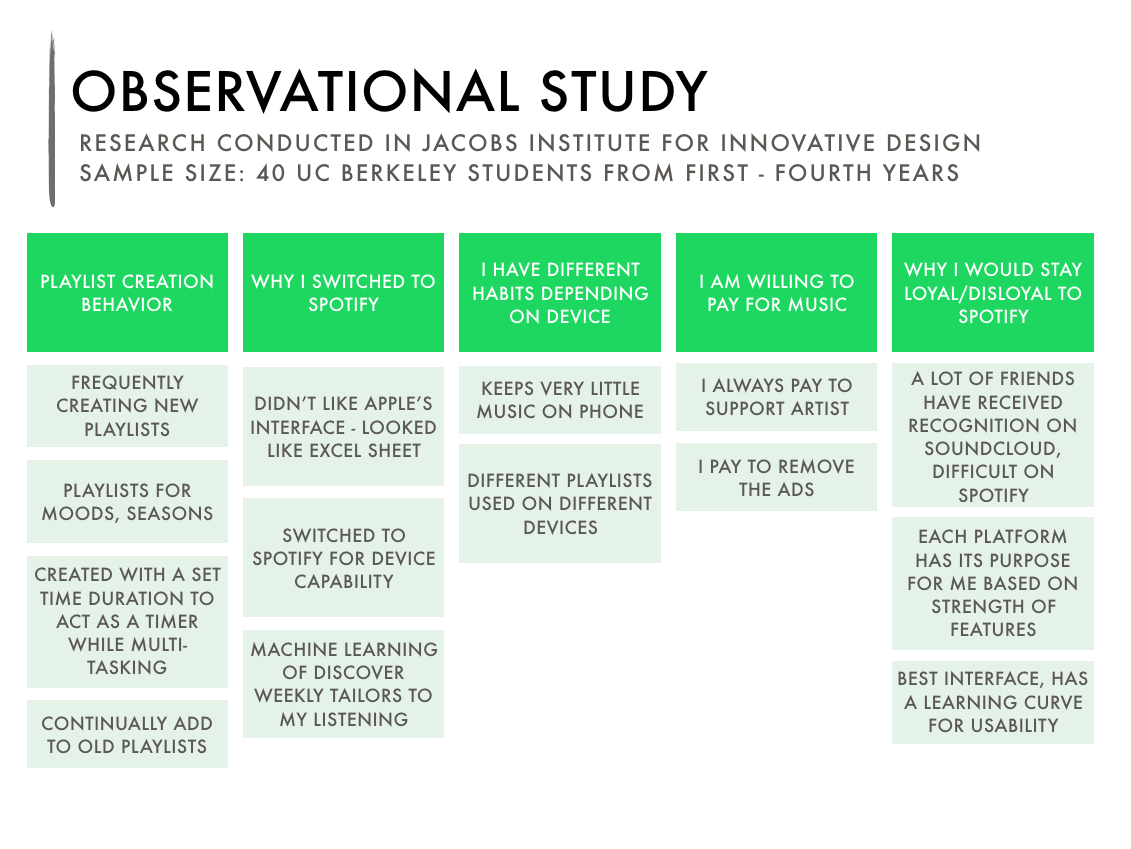 OBSERVATIONAL STUDY
RESEARCH CONDUCTED IN JACOBS INSTITUTE FOR INNOVATIVE DESIGN
SAMPLE SIZE: 40 UC BERKELEY STUDENTS FROM FIRST - FOURTH YEARS
PLAYLIST CREATION
BEHAVIOR
FREQUENTLY
CREATING NEW
PLAYLISTS
PLAYLISTS FOR
MOODS, SEASONS
CREATED WITH A SET
TIME DURATION TO
ACT AS A TIMER
WHILE MULTI-
TASKING
CONTINUALLY ADD
TO OLD PLAYLISTS
WHY I SWITCHED TO
SPOTIFY
DIDN’T LIKE APPLE’S
INTERFACE - LOOKED
LIKE EXCEL SHEET
SWITCHED TO
SPOTIFY FOR DEVICE
CAPABILITY
MACHINE LEARNING
OF DISCOVER
WEEKLY TAILORS TO
MY LISTENING
I HAVE DIFFERENT
HABITS DEPENDING
ON DEVICE
KEEPS VERY LITTLE
MUSIC ON PHONE
DIFFERENT PLAYLISTS
USED ON DIFFERENT
DEVICES
I AM WILLING TO
PAY FOR MUSIC
I ALWAYS PAY TO
SUPPORT ARTIST
I PAY TO REMOVE
THE ADS
WHY I WOULD STAY
LOYAL/DISLOYAL TO
SPOTIFY
A LOT OF FRIENDS
HAVE RECEIVED
RECOGNITION ON
SOUNDCLOUD,
DIFFICULT ON
SPOTIFY
EACH PLATFORM
HAS ITS PURPOSE
FOR ME BASED ON
STRENGTH OF
FEATURES
BEST INTERFACE, HAS
A LEARNING CURVE
FOR USABILITY